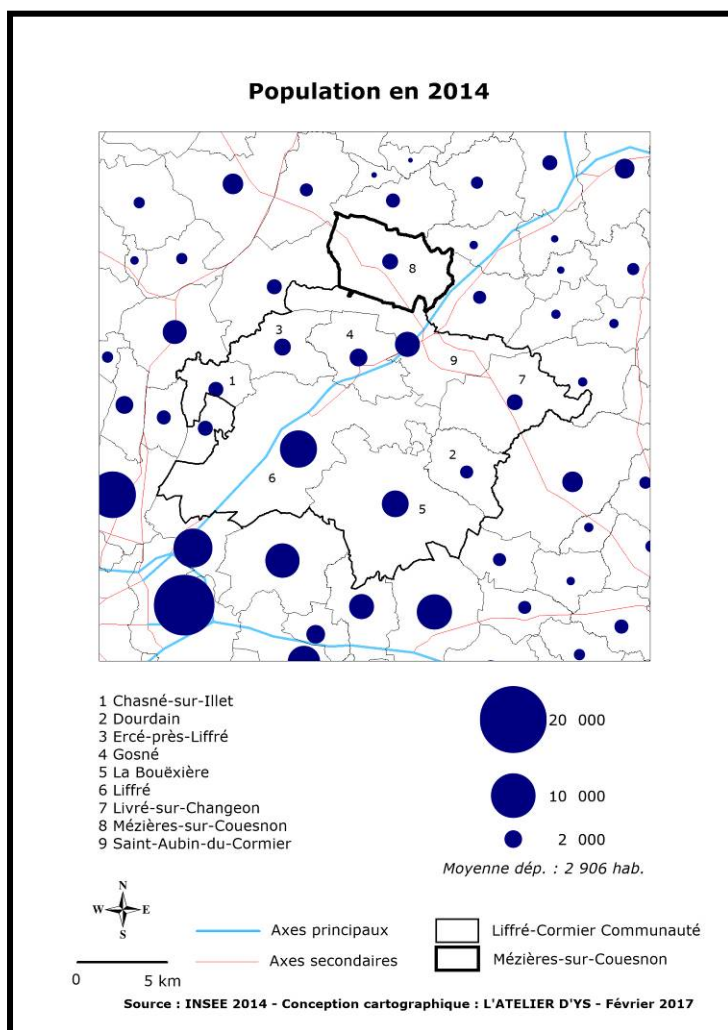 Population en 2014
8
3
4
9
1
7
2
6
5
1 Chasné-sur-Illet
2 Dourdain
3 Ercé-près-Liffré
4 Gosné
5 La Bouëxière
6 Liffré
7 Livré-sur-Changeon
8 Mézières-sur-Couesnon
9 Saint-Aubin-du-Cormier
20 000
10 000
2 000
Moyenne dép. : 2 906 hab.
N
W E
S
0 5 km
Axes principaux
Axes secondaires
Liffré-Cormier Communauté
Mézières-sur-Couesnon
Source : INSEE 2014 - Conception cartographique : L'ATELIER D'YS - Février 2017